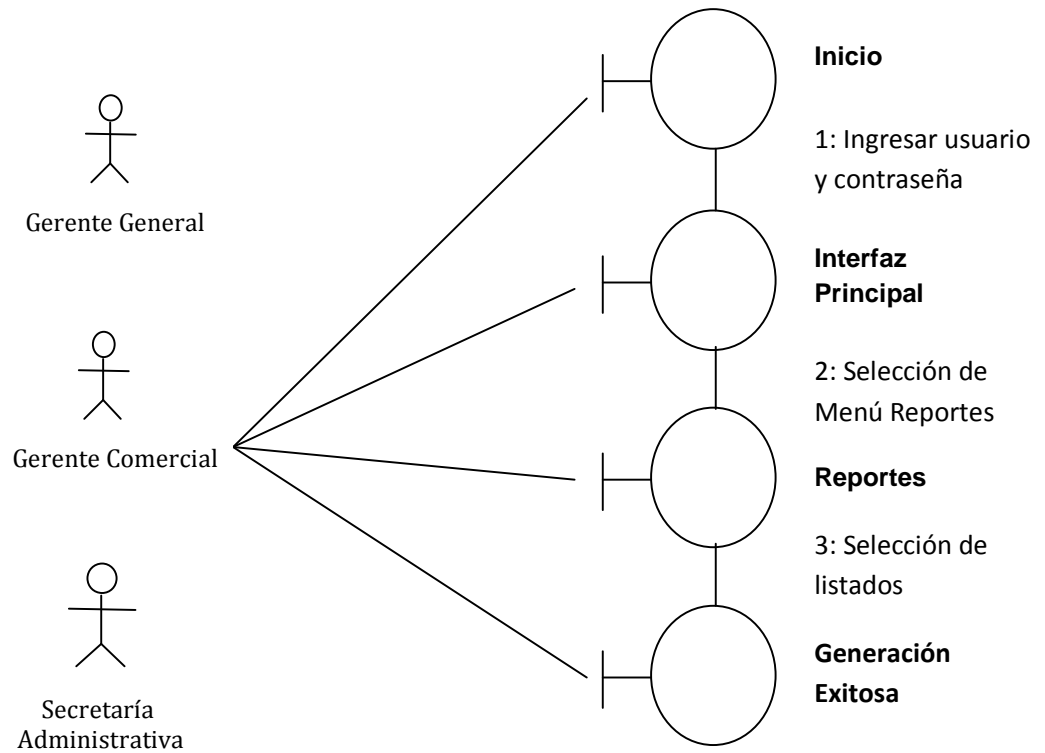 Gerente General
Gerente Comercial
Secretaría
Administrativa
Inicio
1: Ingresar usuario
y contraseña
Interfaz
Principal
2: Selección de
Menú Reportes
Reportes
3: Selección de
listados
Generación
Exitosa